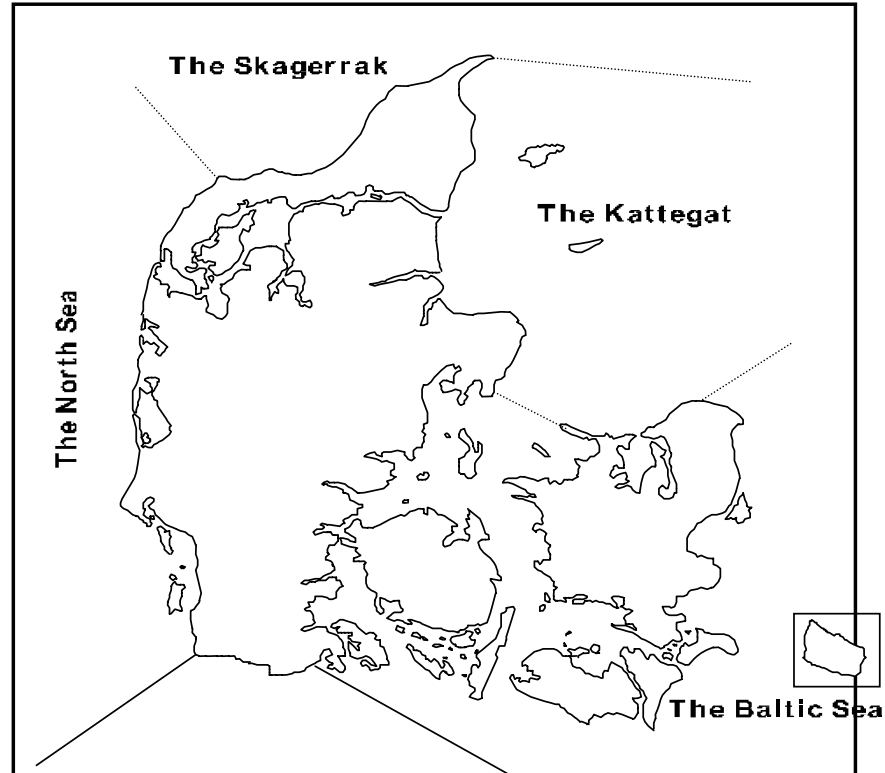 The Skagerrak
The Kattegat
The North Sea
The Baltic Sea